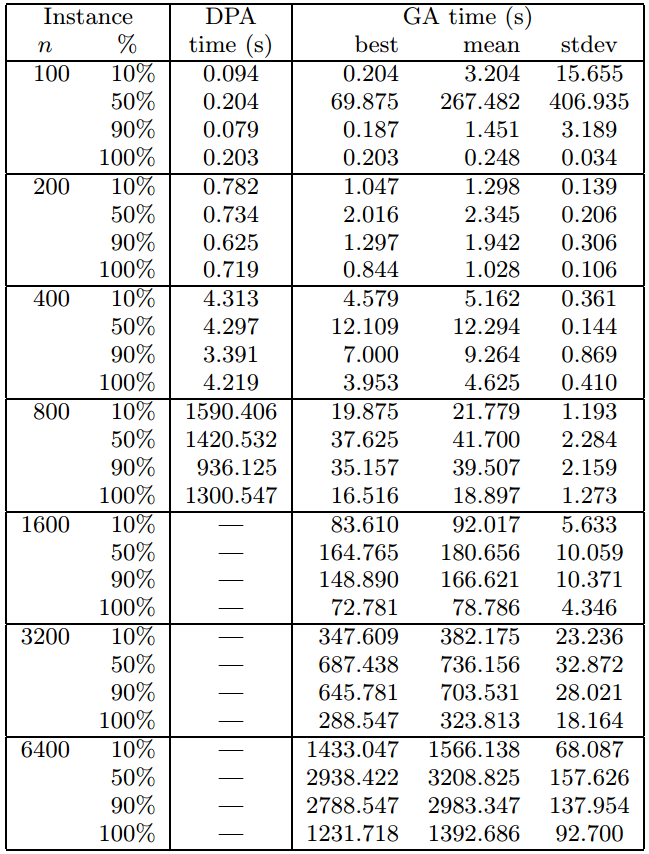 Instance DPA GA time (s)
n % time (s) best mean stdev
100 10% 0.094 0.204 3.204 15.655
50% 0.204 69.875 267.482 406.935
90% 0.079 0.187 1.451 3.189
100% 0.203 0.203 0.248 0.034
200 10% 0.782 1.047 1.298 0.139
50% 0.734 2.016 2.345 0.206
90% 0.625 1.297 1.942 0.306
100% 0.719 0.844 1.028 0.106
400 10% 4.313 4.579 5.162 0.361
50% 4.297 12.109 12.294 0.144
90% 3.391 7.000 9.264 0.869
100% 4.219 3.953 4.625 0.410
800 10% 1590.406 19.875 21.779 1.193
50% 1420.532 37.625 41.700 2.284
90% 936.125 35.157 39.507 2.159
100% 1300.547 16.516 18.897 1.273
1600 10% — 83.610 92.017 5.633
50% — 164.765 180.656 10.059
90% — 148.890 166.621 10.371
100% — 72.781 78.786 4.346
3200 10% — 347.609 382.175 23.236
50% — 687.438 736.156 32.872
90% — 645.781 703.531 28.021
100% — 288.547 323.813 18.164
6400 10% — 1433.047 1566.138 68.087
50% — 2938.422 3208.825 157.626
90% — 2788.547 2983.347 137.954
100% — 1231.718 1392.686 92.700